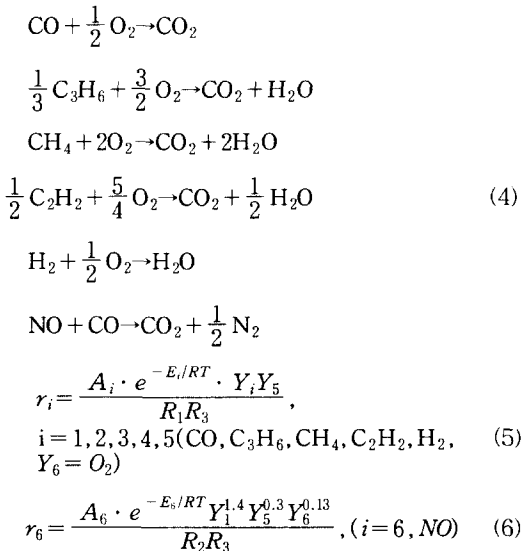 CO + 1/2 O₂→CO₂
1/3 C₃H₆ + 3/2 O₂→CO₂ + H₂O
CH₄ + 2O₂→CO₂ + 2H₂O
1/2 C₂H₂ + 5/4 O₂→CO₂ + 1/2 H₂O (4)
H₂ + 1/2 O₂→H₂O
NO + CO→CO₂ + 1/2 N₂
rᵢ = Aᵢ · e^(−Eᵢ/RT) · YᵢY₅ / R₁R₃ ,
i = 1,2,3,4,5(CO, C₃H₆, CH₄, C₂H₂, H₂, (5)
Y₆ = O₂)
r₆ = A₆ · e^(−E₆/RT) Y₁^1.4 Y₅^0.3 Y₆^0.13 / R₂R₃ , (i=6, NO) (6)